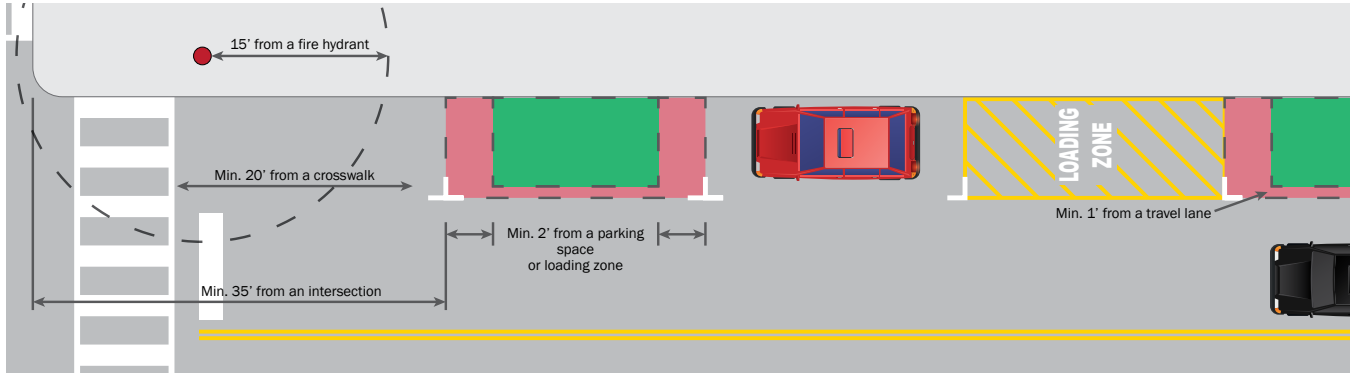 15’ from a fire hydrant
Min. 20’ from a crosswalk
Min. 2’ from a parking
space
or loading zone
Min. 35’ from an intersection
LOADING
ZONE
Min. 1’ from a travel lane